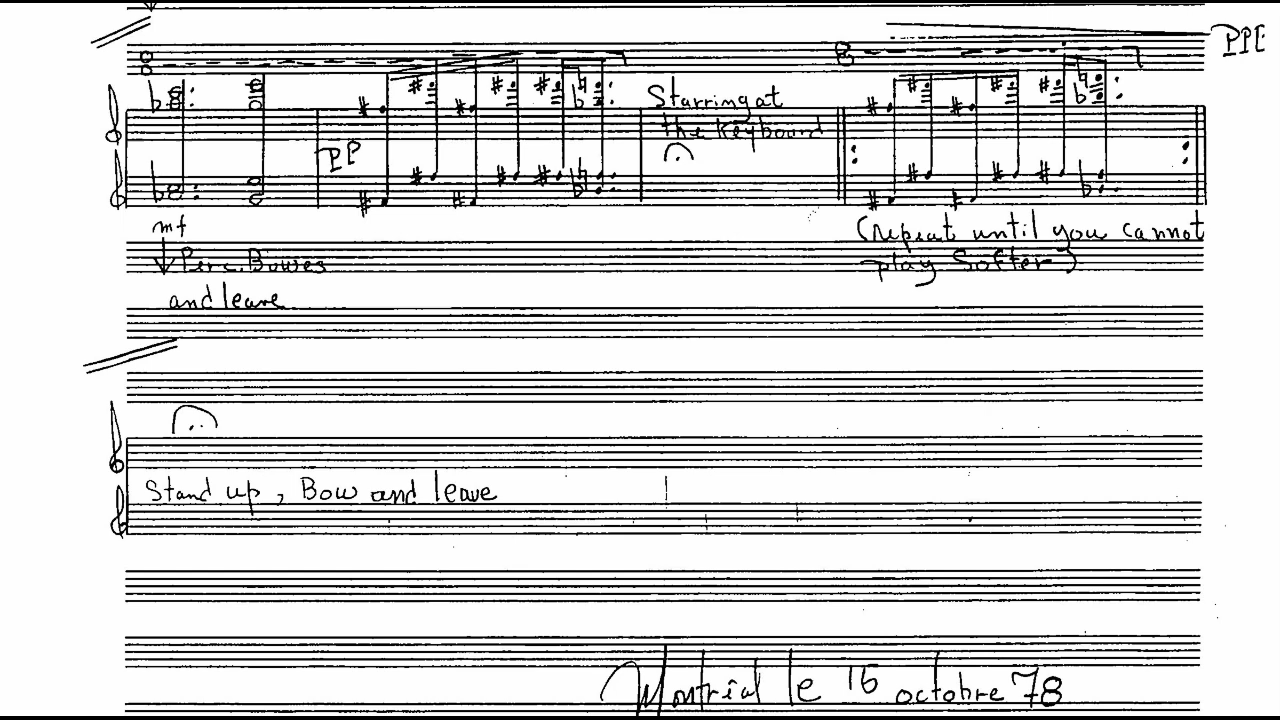 PPP
Starring at
the Keyboard
PP
mf
(repeat until you cannot
play Softer)
Perc. Bowes
and leave
Stand up, Bow and leave
Montréal le 16 octobre 78